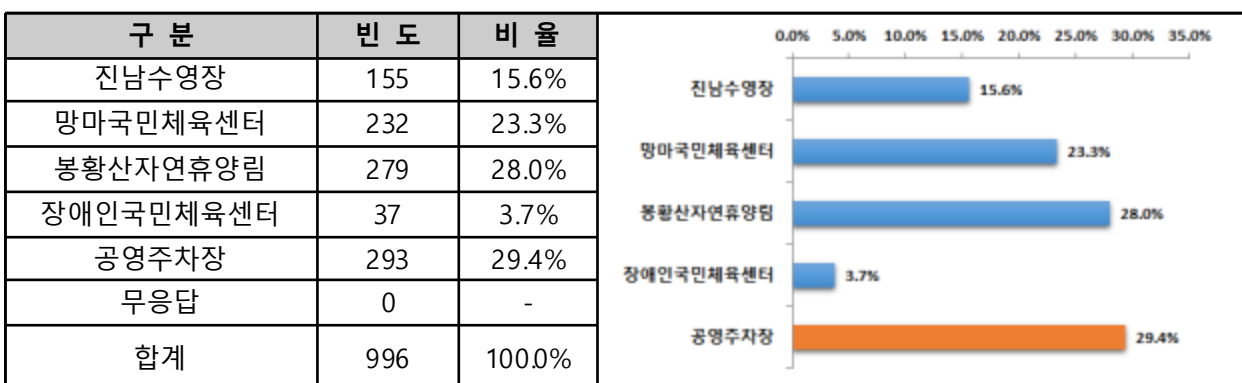 구 분 빈 도 비 율
진남수영장 155 15.6%
망마국민체육센터 232 23.3%
봉황산자연휴양림 279 28.0%
장애인국민체육센터 37 3.7%
공영주차장 293 29.4%
무응답 0 -
합계 996 100.0%
0.0% 5.0% 10.0% 15.0% 20.0% 25.0% 30.0% 35.0%
진남수영장 15.6%
망마국민체육센터 23.3%
봉황산자연휴양림 28.0%
장애인국민체육센터 3.7%
공영주차장 29.4%